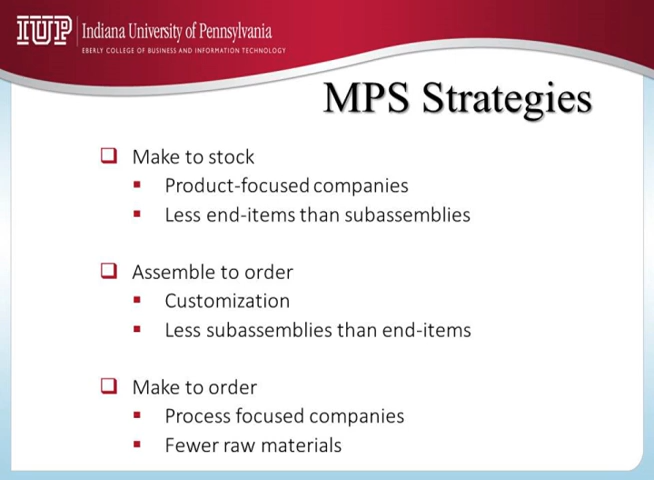 IUP
Indiana University of Pennsylvania
EBERLY COLLEGE OF BUSINESS AND INFORMATION TECHNOLOGY
MPS Strategies
Make to stock
Product-focused companies
Less end-items than subassemblies
Assemble to order
Customization
Less subassemblies than end-items
Make to order
Process focused companies
Fewer raw materials